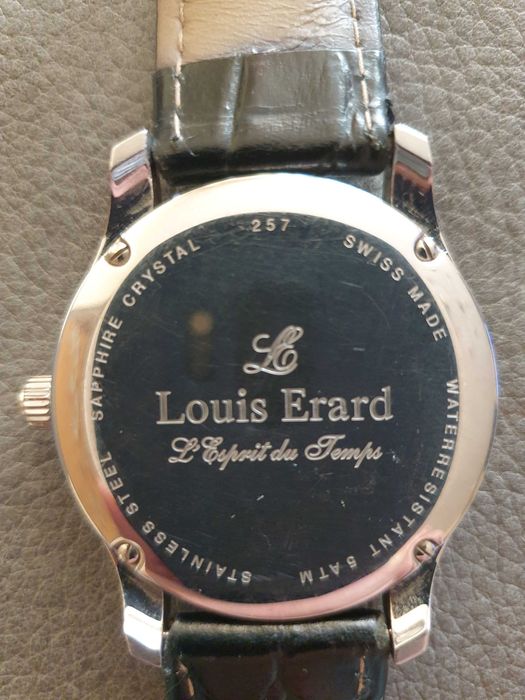 257
SWISS MADE
WATERRESISTANT 5ATM
STAINLESS STEEL
SAPPHIRE CRYSTAL
LE
Louis Erard
L'Esprit du Temps